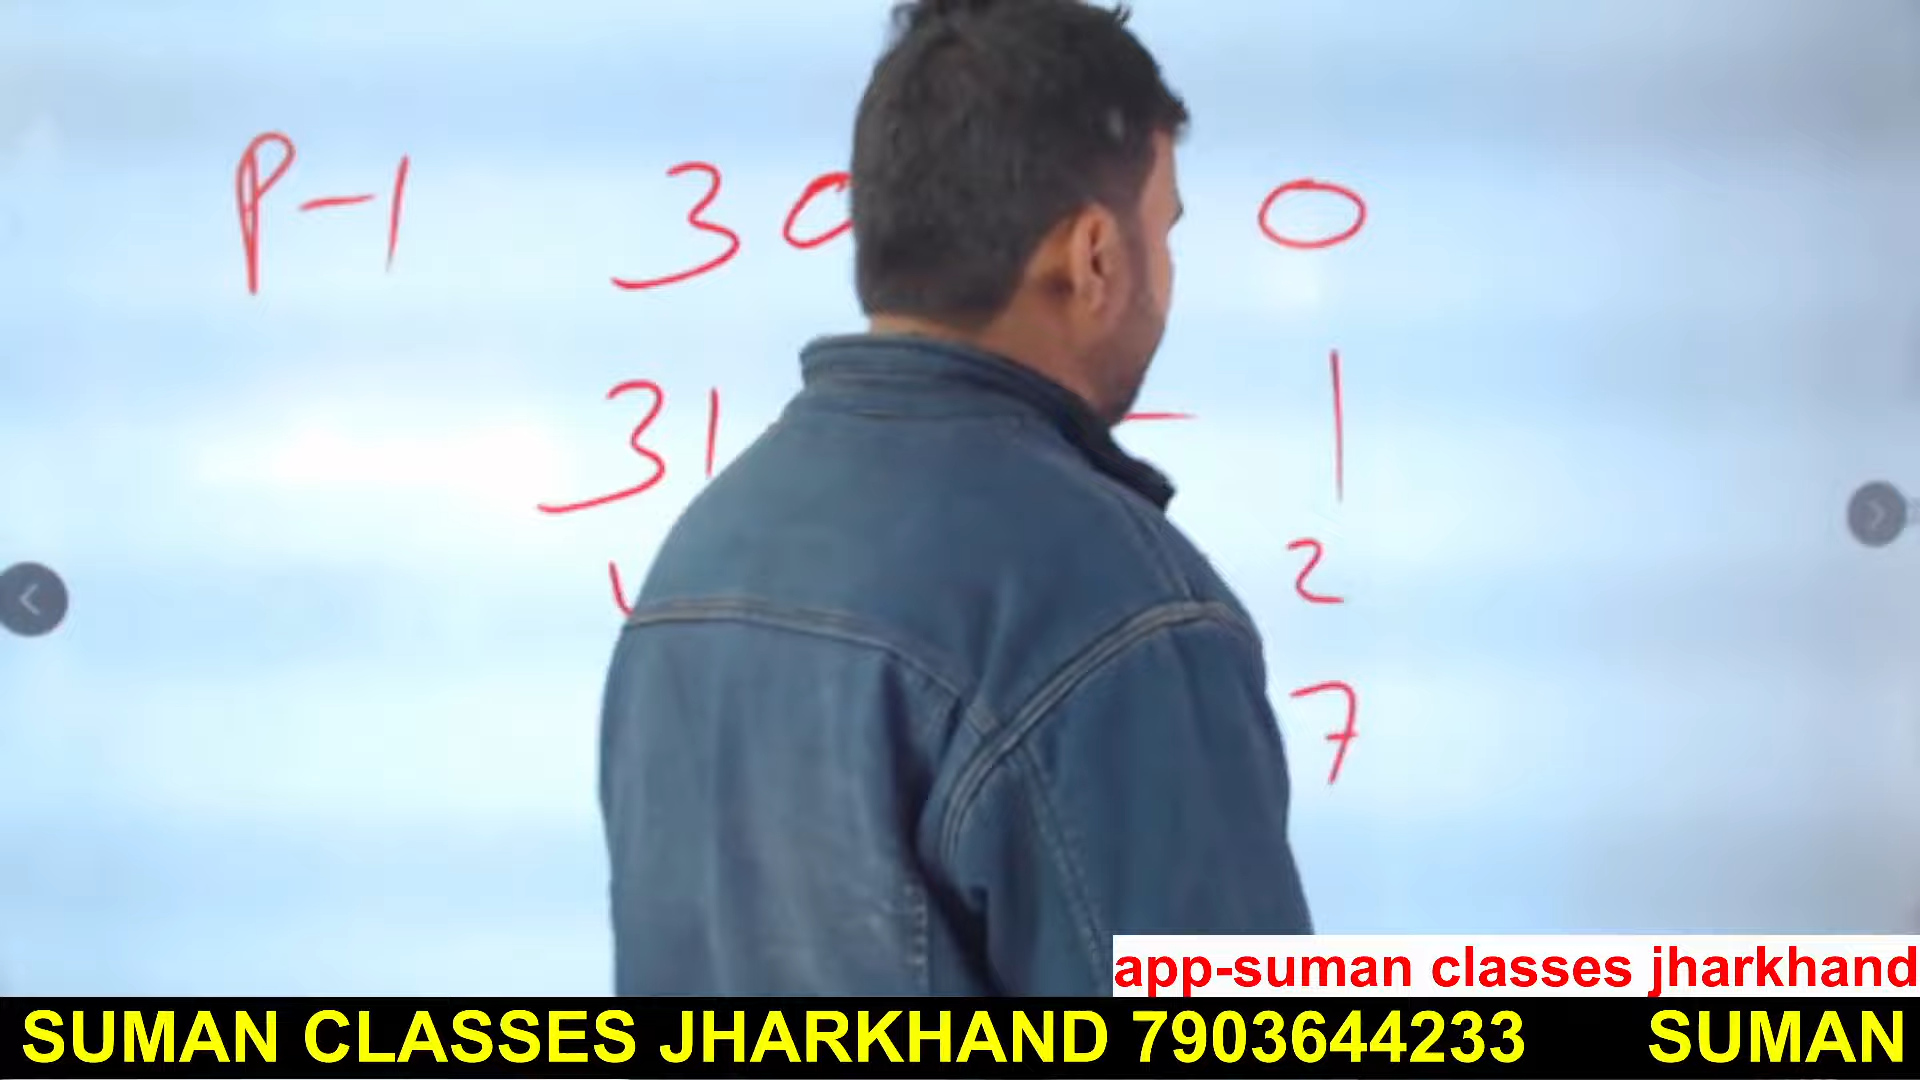 P-1 30 0
31 - 1
2
7
app-suman classes jharkhand
SUMAN CLASSES JHARKHAND 7903644233 SUMAN